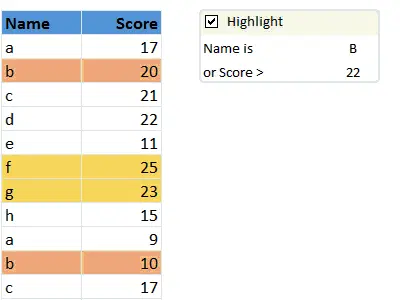 Name Score
a 17
b 20
c 21
d 22
e 11
f 25
g 23
h 15
a 9
b 10
c 17
Highlight
Name is B
or Score > 22